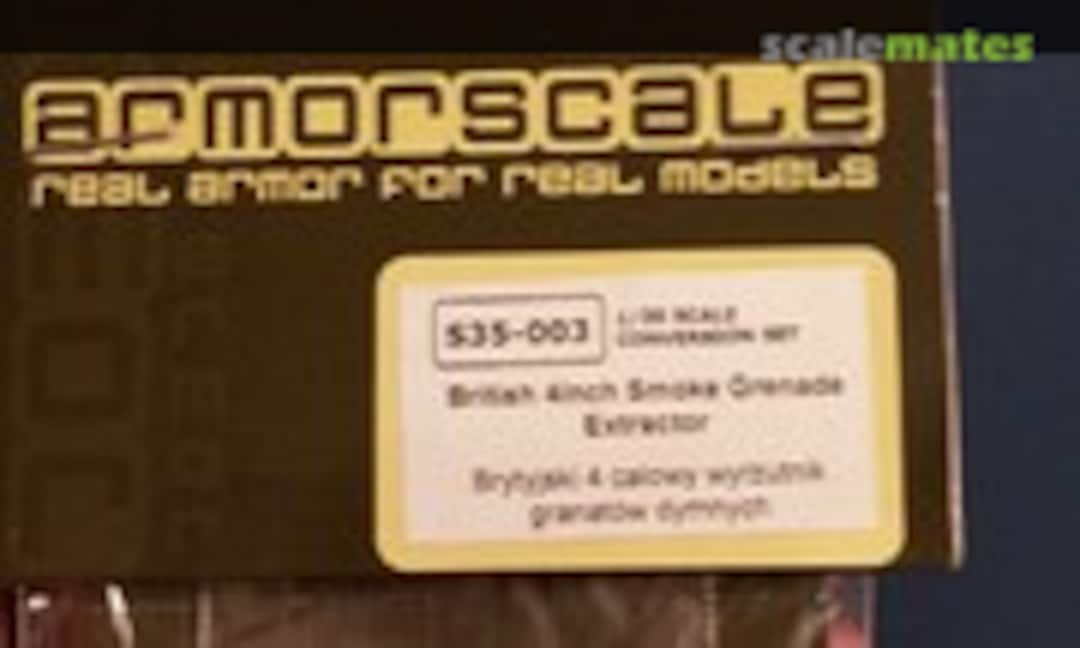 scalemates
armorscale
real armor for real models
S35-003
1/35 SCALE
CONVERSION SET
British 4inch Smoke Grenade
Extractor
Brytyjski 4 calowy wyrzutnik
granatów dymnych